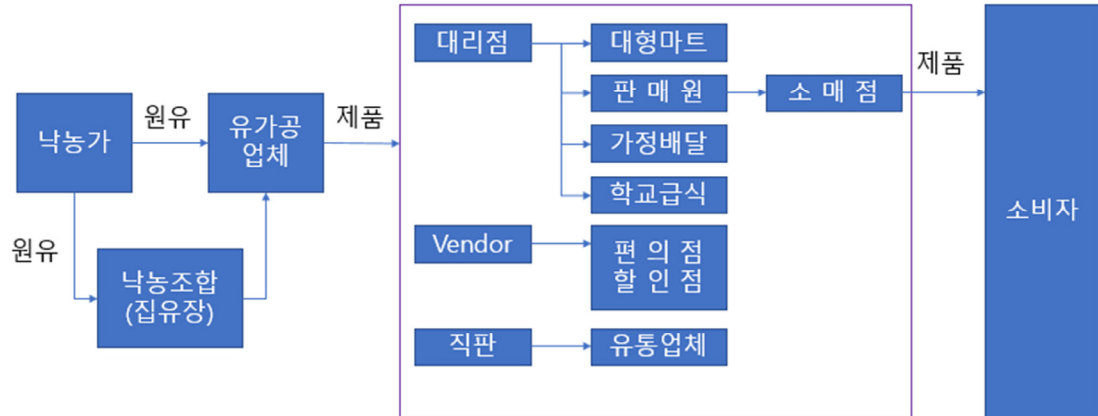 낙농가
원유
유가공
업체
제품
원유
낙농조합
(집유장)
대리점
대형마트
판 매 원
소 매 점
가정배달
학교급식
Vendor
편 의 점
할 인 점
직판
유통업체
제품
소비자